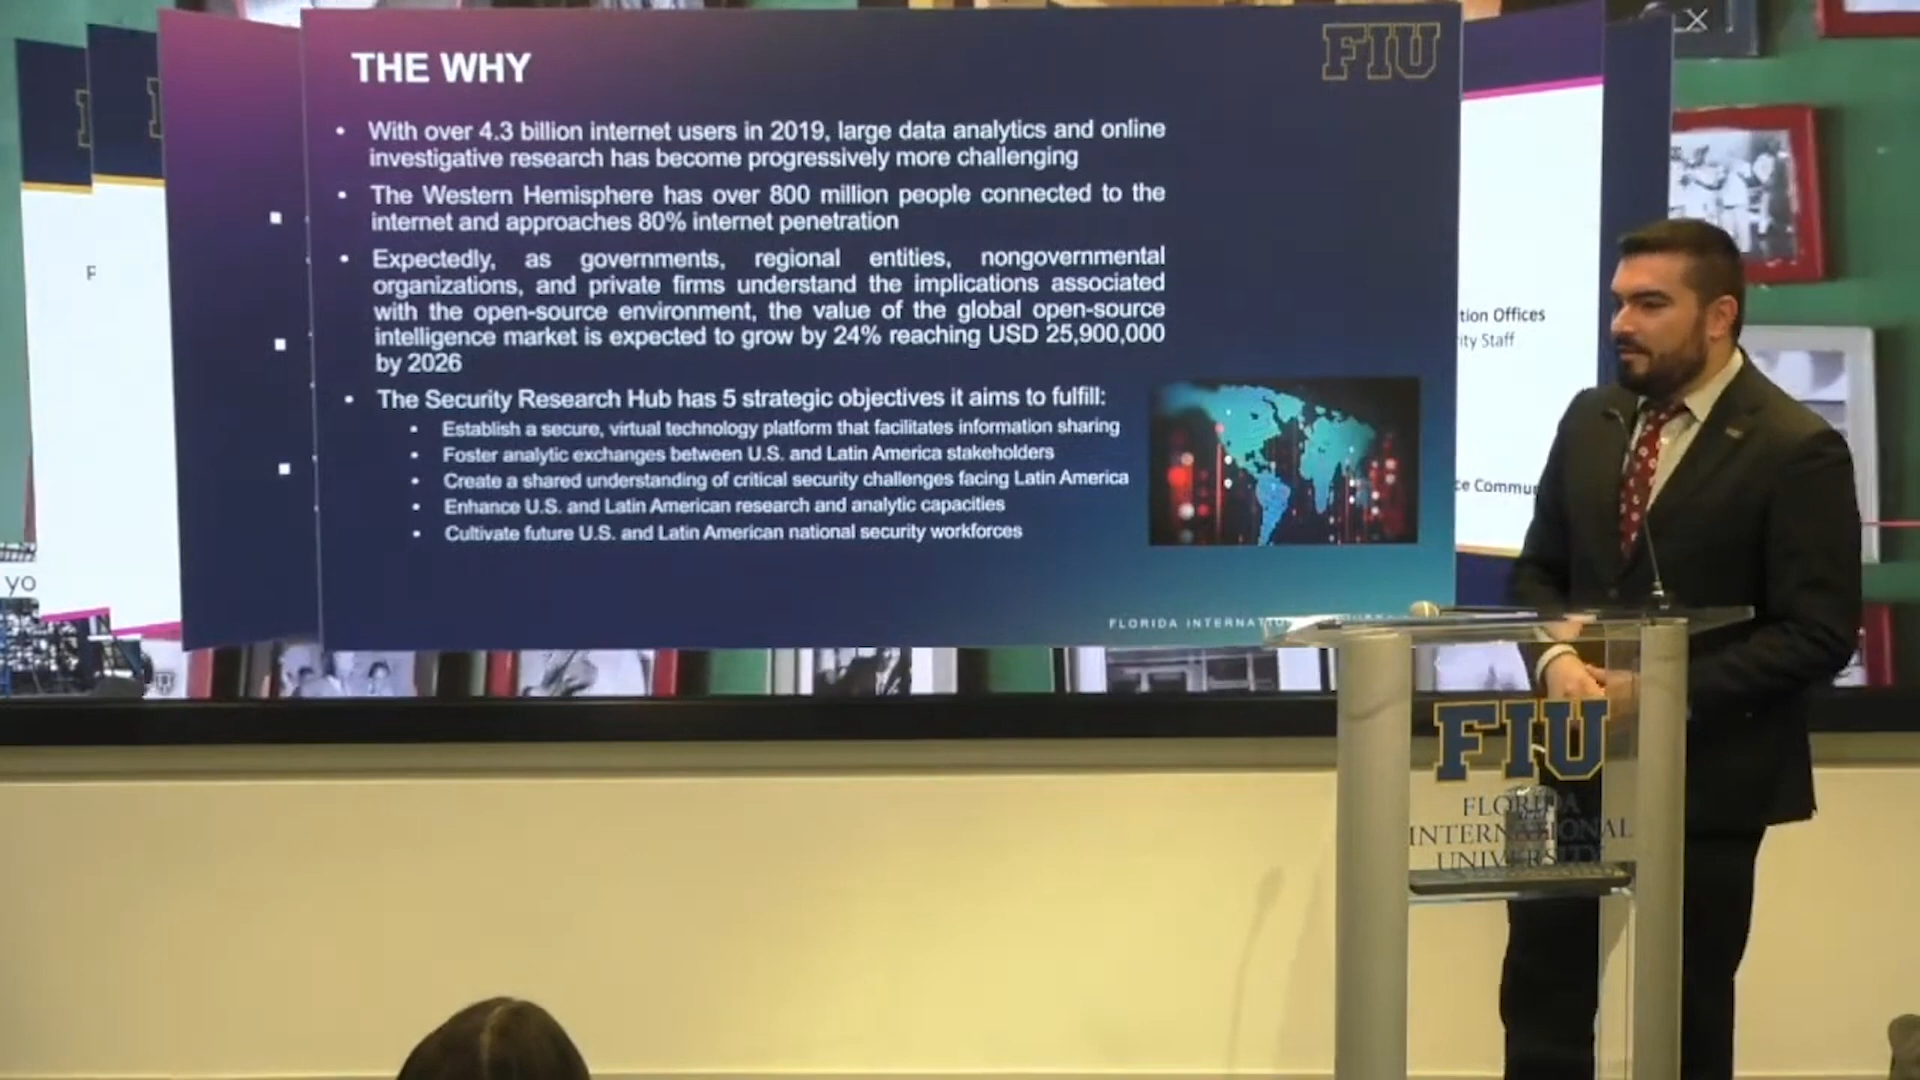 THE WHY
FIU
• With over 4.3 billion internet users in 2019, large data analytics and online
investigative research has become progressively more challenging
• The Western Hemisphere has over 800 million people connected to the
internet and approaches 80% internet penetration
• Expectedly, as governments, regional entities, nongovernmental
organizations, and private firms understand the implications associated
with the open-source environment, the value of the global open-source
intelligence market is expected to grow by 24% reaching USD 25,900,000
by 2026
• The Security Research Hub has 5 strategic objectives it aims to fulfill:
• Establish a secure, virtual technology platform that facilitates information sharing
• Foster analytic exchanges between U.S. and Latin America stakeholders
• Create a shared understanding of critical security challenges facing Latin America
• Enhance U.S. and Latin American research and analytic capacities
• Cultivate future U.S. and Latin American national security workforces
FLORIDA
tion Offices
ity Staff
ce Commu
yo
FIU
FLORIDA
INTERNATIONAL
UNIVERSITY